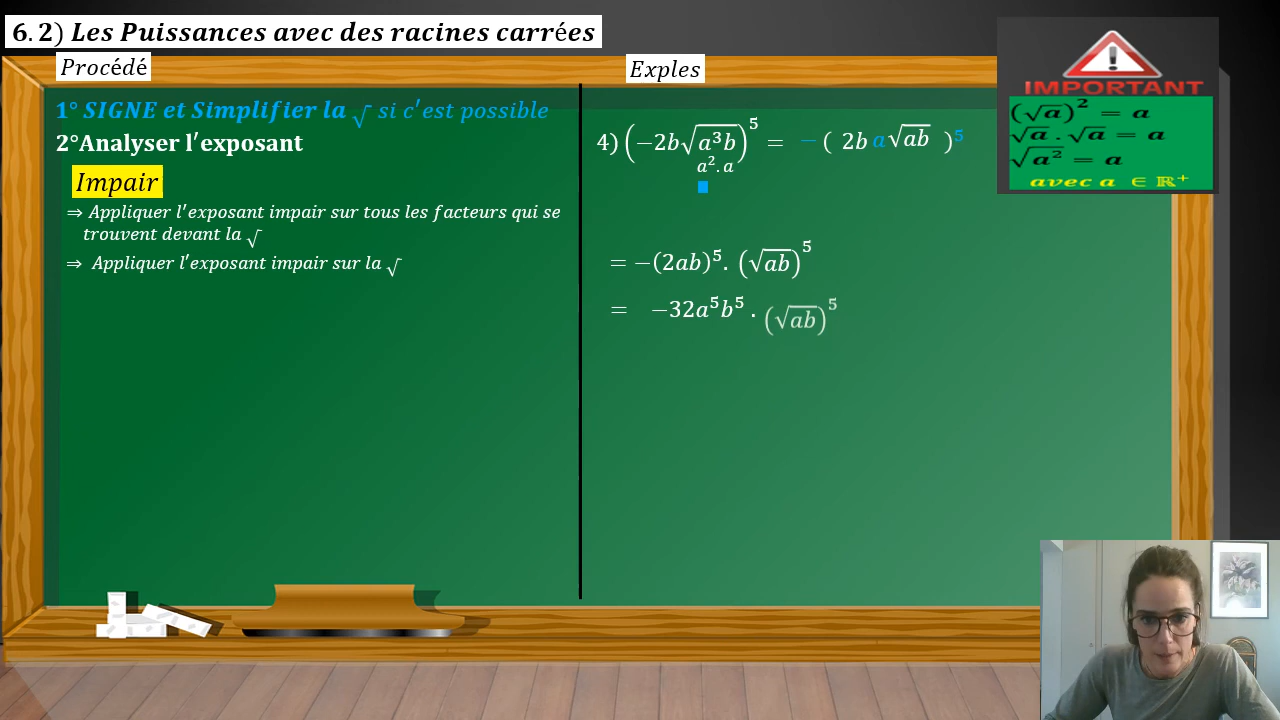 6.2) Les Puissances avec des racines carrées
Procédé
Exples
1° SIGNE et Simplifier la √ si c'est possible
2°Analyser l'exposant
Impair
⇒ Appliquer l'exposant impair sur tous les facteurs qui se
trouvent devant la √
⇒ Appliquer l'exposant impair sur la √
4) (−2b√(a³b))⁵ = − ( 2b a√(ab) )⁵
a².a
= −(2ab)⁵. (√(ab))⁵
= −32a⁵b⁵ . (√(ab))⁵
!
IMPORTANT
(√a)² = a
√a . √a = a
√(a²) = a
avec a ∈ ℝ⁺